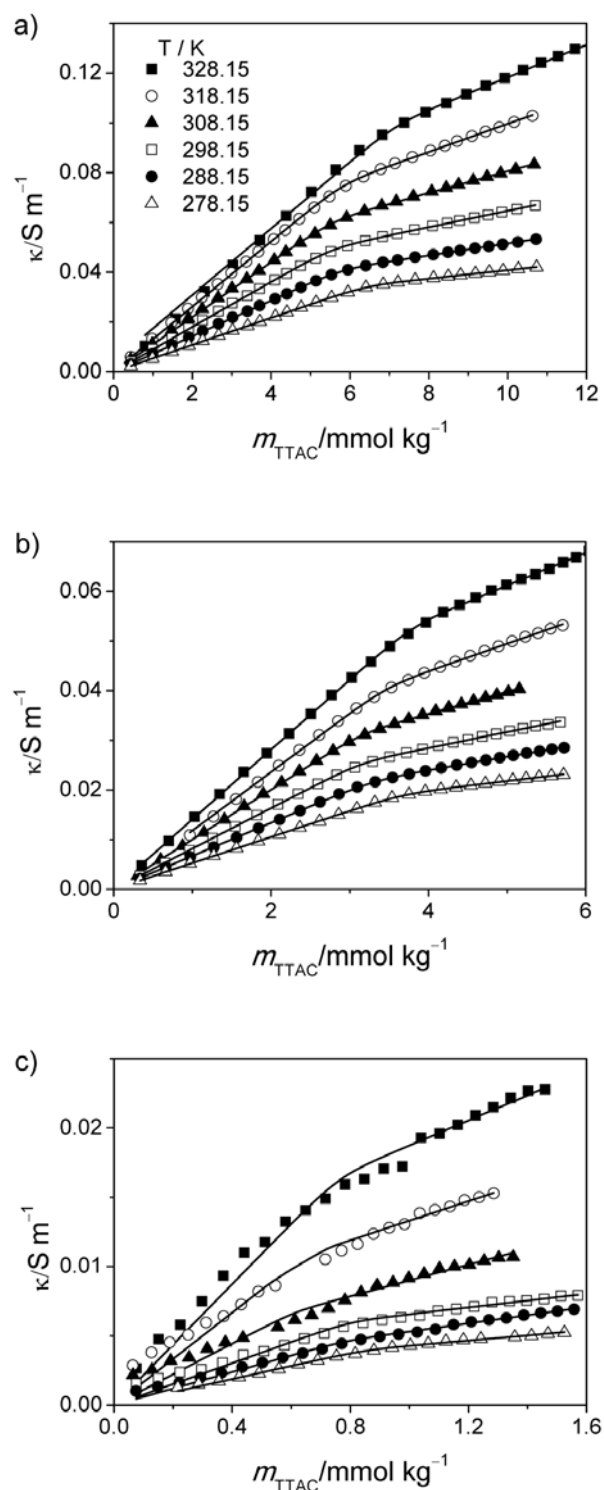 a)
T / K
328.15
318.15
308.15
298.15
288.15
278.15
0.12
0.08
0.04
0.00
κ/S m⁻¹
0 2 4 6 8 10 12
m_TTAC/mmol kg⁻¹
b)
0.06
0.04
0.02
0.00
κ/S m⁻¹
0 2 4 6
m_TTAC/mmol kg⁻¹
c)
0.02
0.01
0.00
κ/S m⁻¹
0.0 0.4 0.8 1.2 1.6
m_TTAC/mmol kg⁻¹